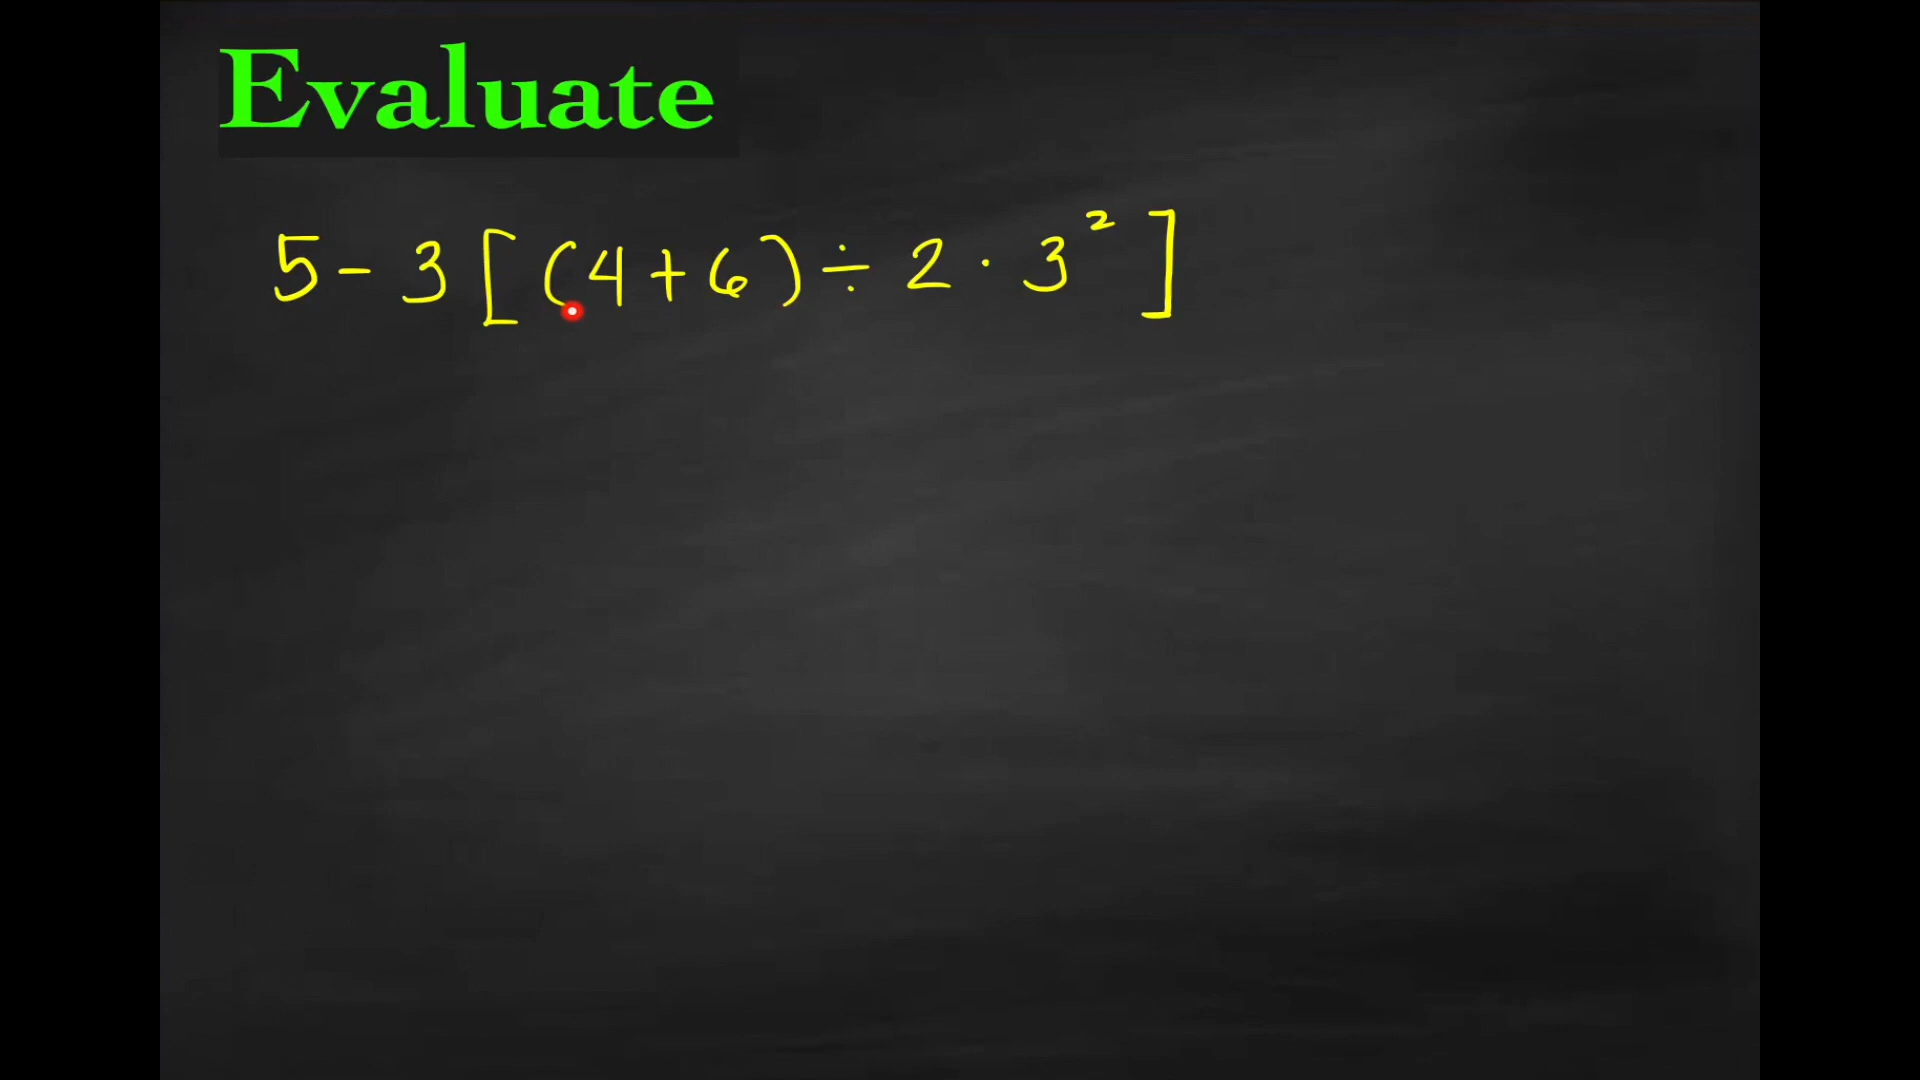 Evaluate
5 - 3 [ (4 + 6) ÷ 2 · 3² ]